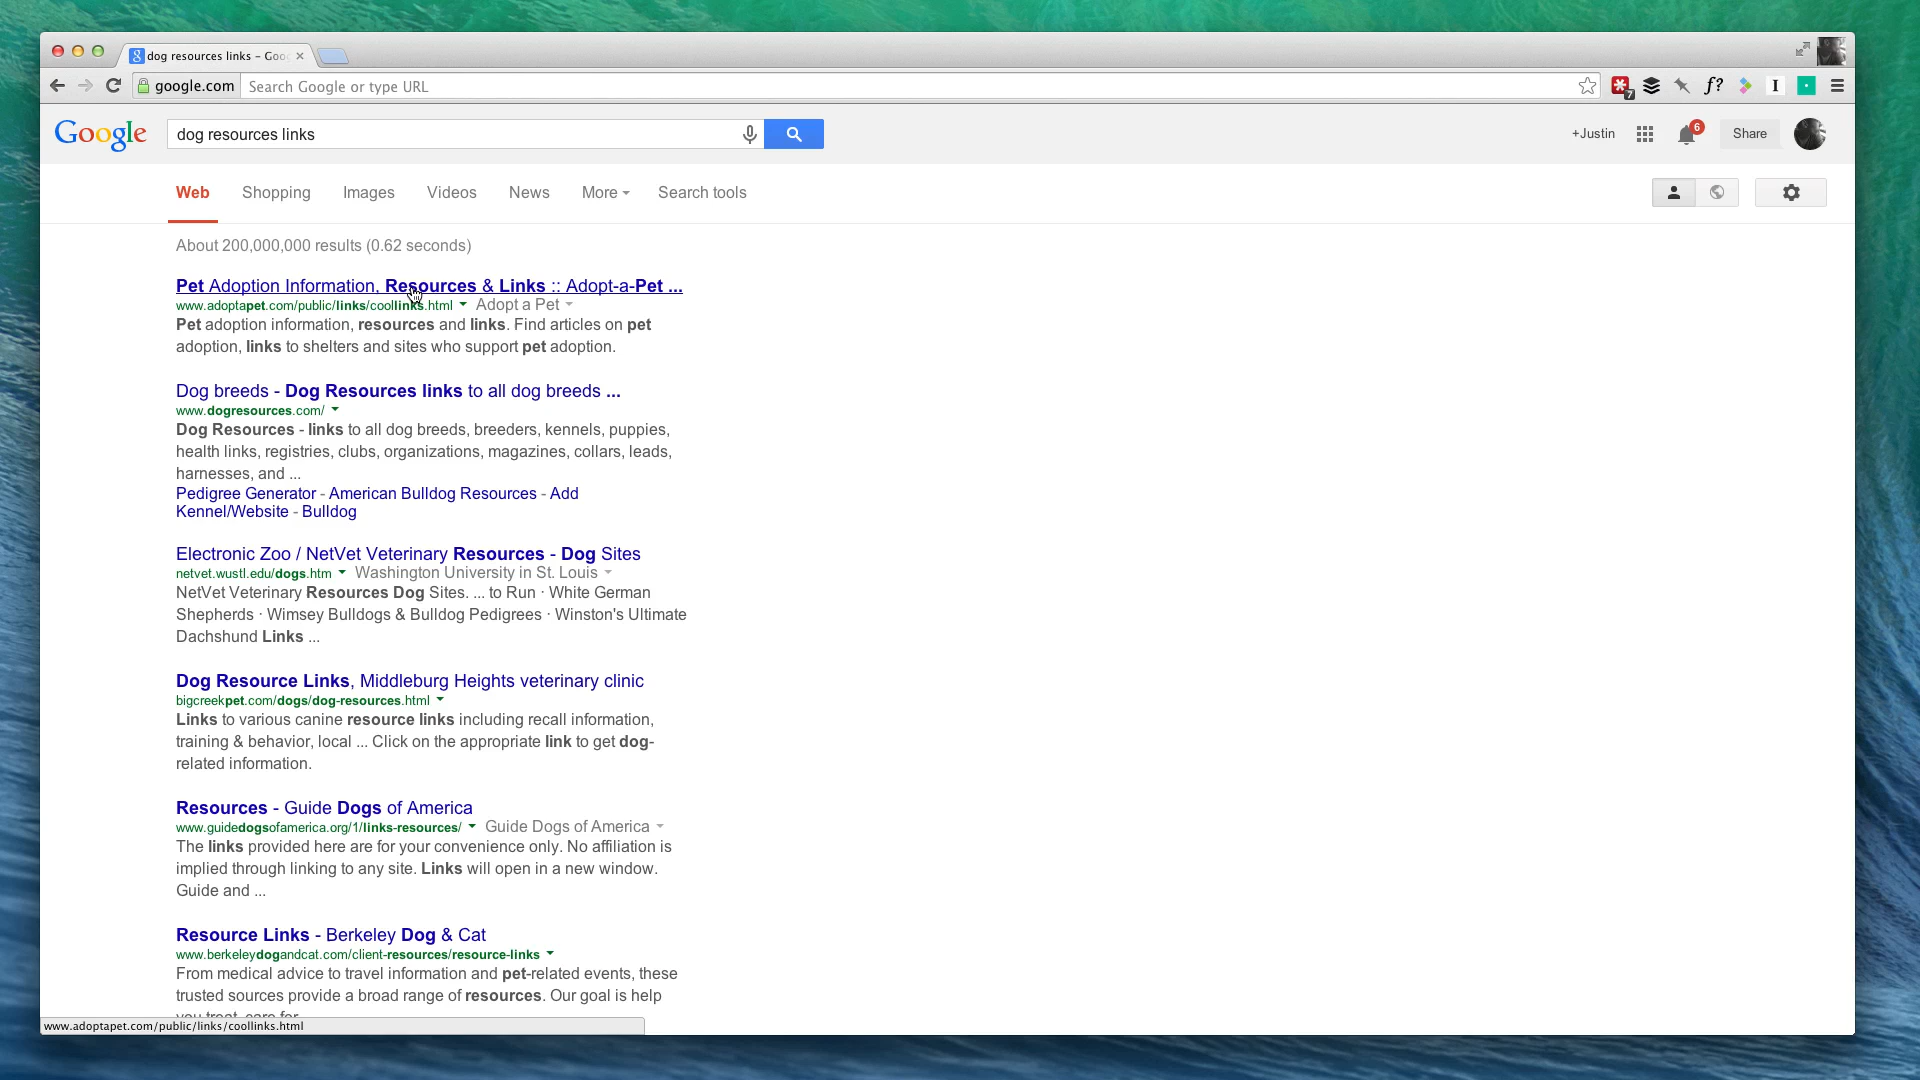 dog resources links - Goo
google.com Search Google or type URL
7
f?
I
Google dog resources links
+Justin 6 Share
Web Shopping Images Videos News More Search tools
About 200,000,000 results (0.62 seconds)
Pet Adoption Information, Resources & Links :: Adopt-a-Pet ...
www.adoptapet.com/public/links/coollinks.html Adopt a Pet
Pet adoption information, resources and links. Find articles on pet
adoption, links to shelters and sites who support pet adoption.
Dog breeds - Dog Resources links to all dog breeds ...
www.dogresources.com/
Dog Resources - links to all dog breeds, breeders, kennels, puppies,
health links, registries, clubs, organizations, magazines, collars, leads,
harnesses, and ...
Pedigree Generator - American Bulldog Resources - Add
Kennel/Website - Bulldog
Electronic Zoo / NetVet Veterinary Resources - Dog Sites
netvet.wustl.edu/dogs.htm Washington University in St. Louis
NetVet Veterinary Resources Dog Sites. ... to Run · White German
Shepherds · Wimsey Bulldogs & Bulldog Pedigrees · Winston's Ultimate
Dachshund Links ...
Dog Resource Links, Middleburg Heights veterinary clinic
bigcreekpet.com/dogs/dog-resources.html
Links to various canine resource links including recall information,
training & behavior, local ... Click on the appropriate link to get dog-
related information.
Resources - Guide Dogs of America
www.guidedogsofamerica.org/1/links-resources/ Guide Dogs of America
The links provided here are for your convenience only. No affiliation is
implied through linking to any site. Links will open in a new window.
Guide and ...
Resource Links - Berkeley Dog & Cat
www.berkeleydogandcat.com/client-resources/resource-links
From medical advice to travel information and pet-related events, these
trusted sources provide a broad range of resources. Our goal is help
you treat, care for
www.adoptapet.com/public/links/coollinks.html